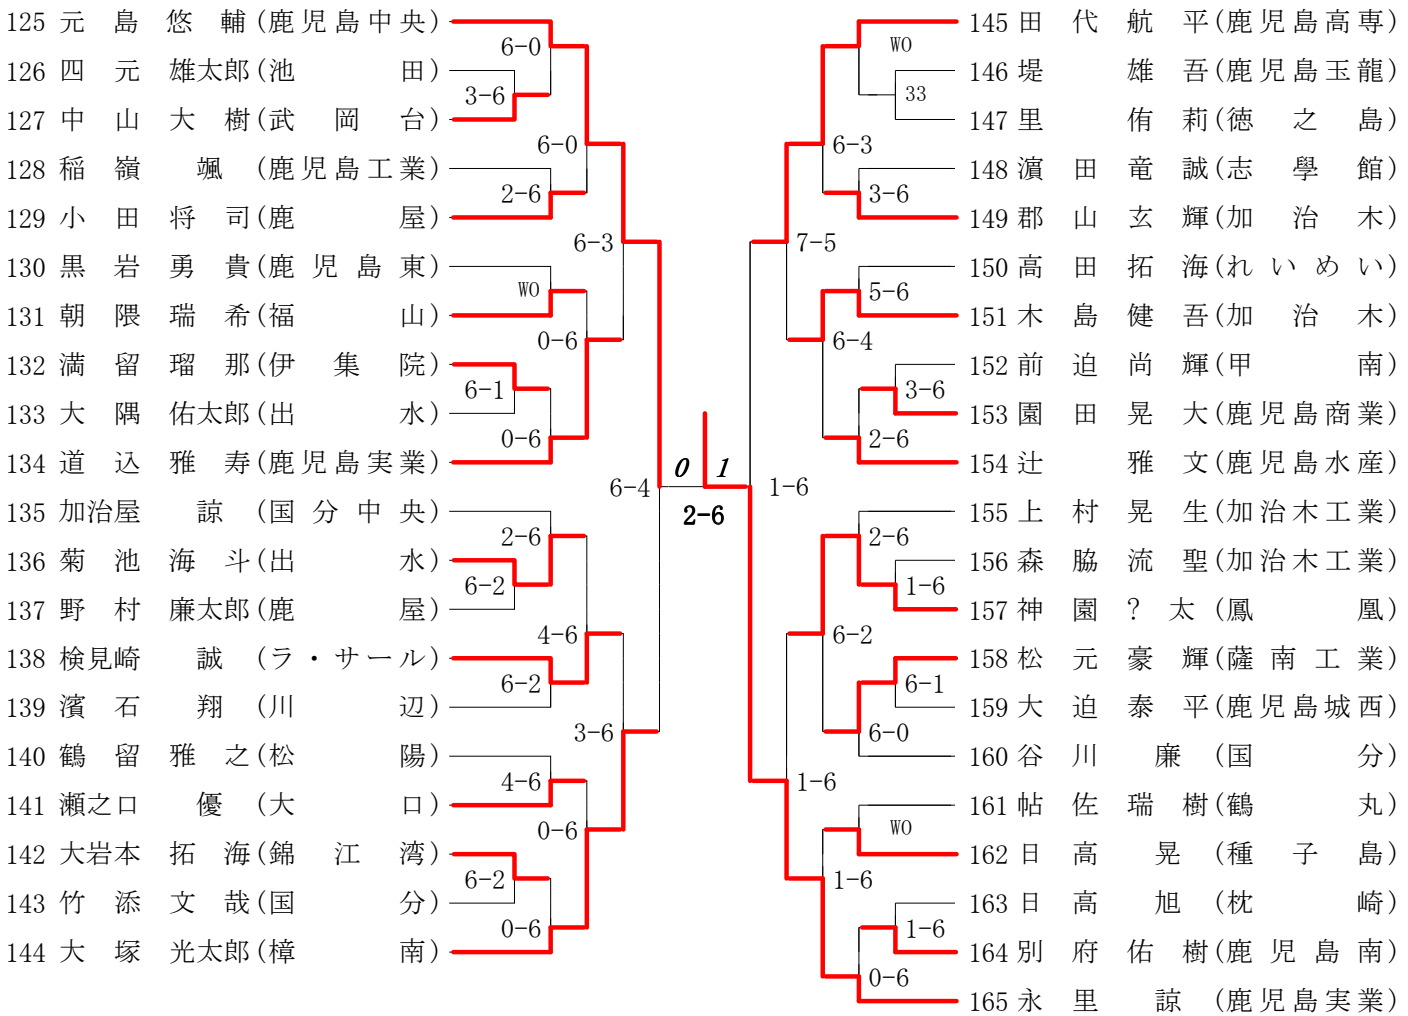 125 元島悠輔(鹿児島中央)
6-0
126 四元雄太郎(池田)
3-6
127 中山大樹(武岡台)
6-0
128 稲嶺颯(鹿児島工業)
2-6
129 小田将司(鹿屋)
6-3
130 黒岩勇貴(鹿児島東)
WO
131 朝隈瑞希(福山)
0-6
132 満留瑠那(伊集院)
6-1
133 大隅佑太郎(出水)
0-6
134 道込雅寿(鹿児島実業)
6-4
135 加治屋諒(国分中央)
2-6
136 菊池海斗(出水)
6-2
137 野村廉太郎(鹿屋)
4-6
138 検見崎誠(ラ・サール)
6-2
139 濱石翔(川辺)
3-6
140 鶴留雅之(松陽)
4-6
141 瀬之口優(大口)
0-6
142 大岩本拓海(錦江湾)
6-2
143 竹添文哉(国分)
0-6
144 大塚光太郎(樟南)
0 1
2-6
145 田代航平(鹿児島高専)
WO
146 堤雄吾(鹿児島玉龍)
33
147 里侑莉(徳之島)
6-3
148 濵田竜誠(志學館)
3-6
149 郡山玄輝(加治木)
7-5
150 高田拓海(れいめい)
5-6
151 木島健吾(加治木)
6-4
152 前迫尚輝(甲南)
3-6
153 園田晃大(鹿児島商業)
2-6
154 辻雅文(鹿児島水産)
1-6
155 上村晃生(加治木工業)
2-6
156 森脇流聖(加治木工業)
1-6
157 神園?太(鳳凰)
6-2
158 松元豪輝(薩南工業)
6-1
159 大迫泰平(鹿児島城西)
6-0
160 谷川廉(国分)
1-6
161 帖佐瑞樹(鶴丸)
WO
162 日高晃(種子島)
1-6
163 日高旭(枕崎)
1-6
164 別府佑樹(鹿児島南)
0-6
165 永里諒(鹿児島実業)